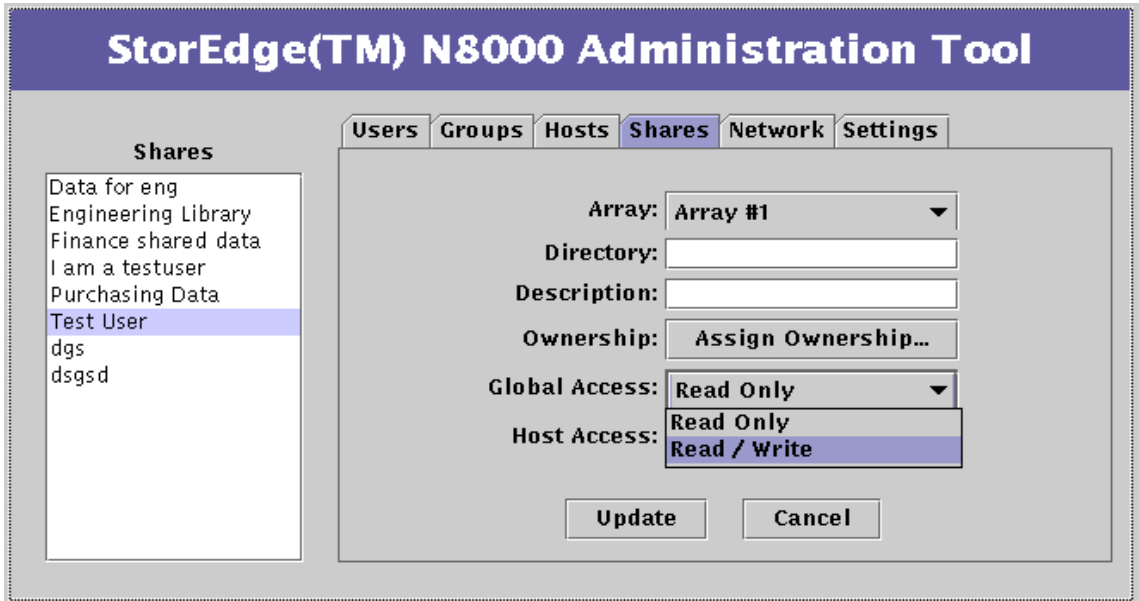 StorEdge(TM) N8000 Administration Tool
Users Groups Hosts Shares Network Settings
Shares
Data for eng
Engineering Library
Finance shared data
I am a testuser
Purchasing Data
Test User
dgs
dsgsd
Array: Array #1
Directory:
Description:
Ownership: Assign Ownership...
Global Access: Read Only
Read Only
Host Access: Read / Write
Update Cancel